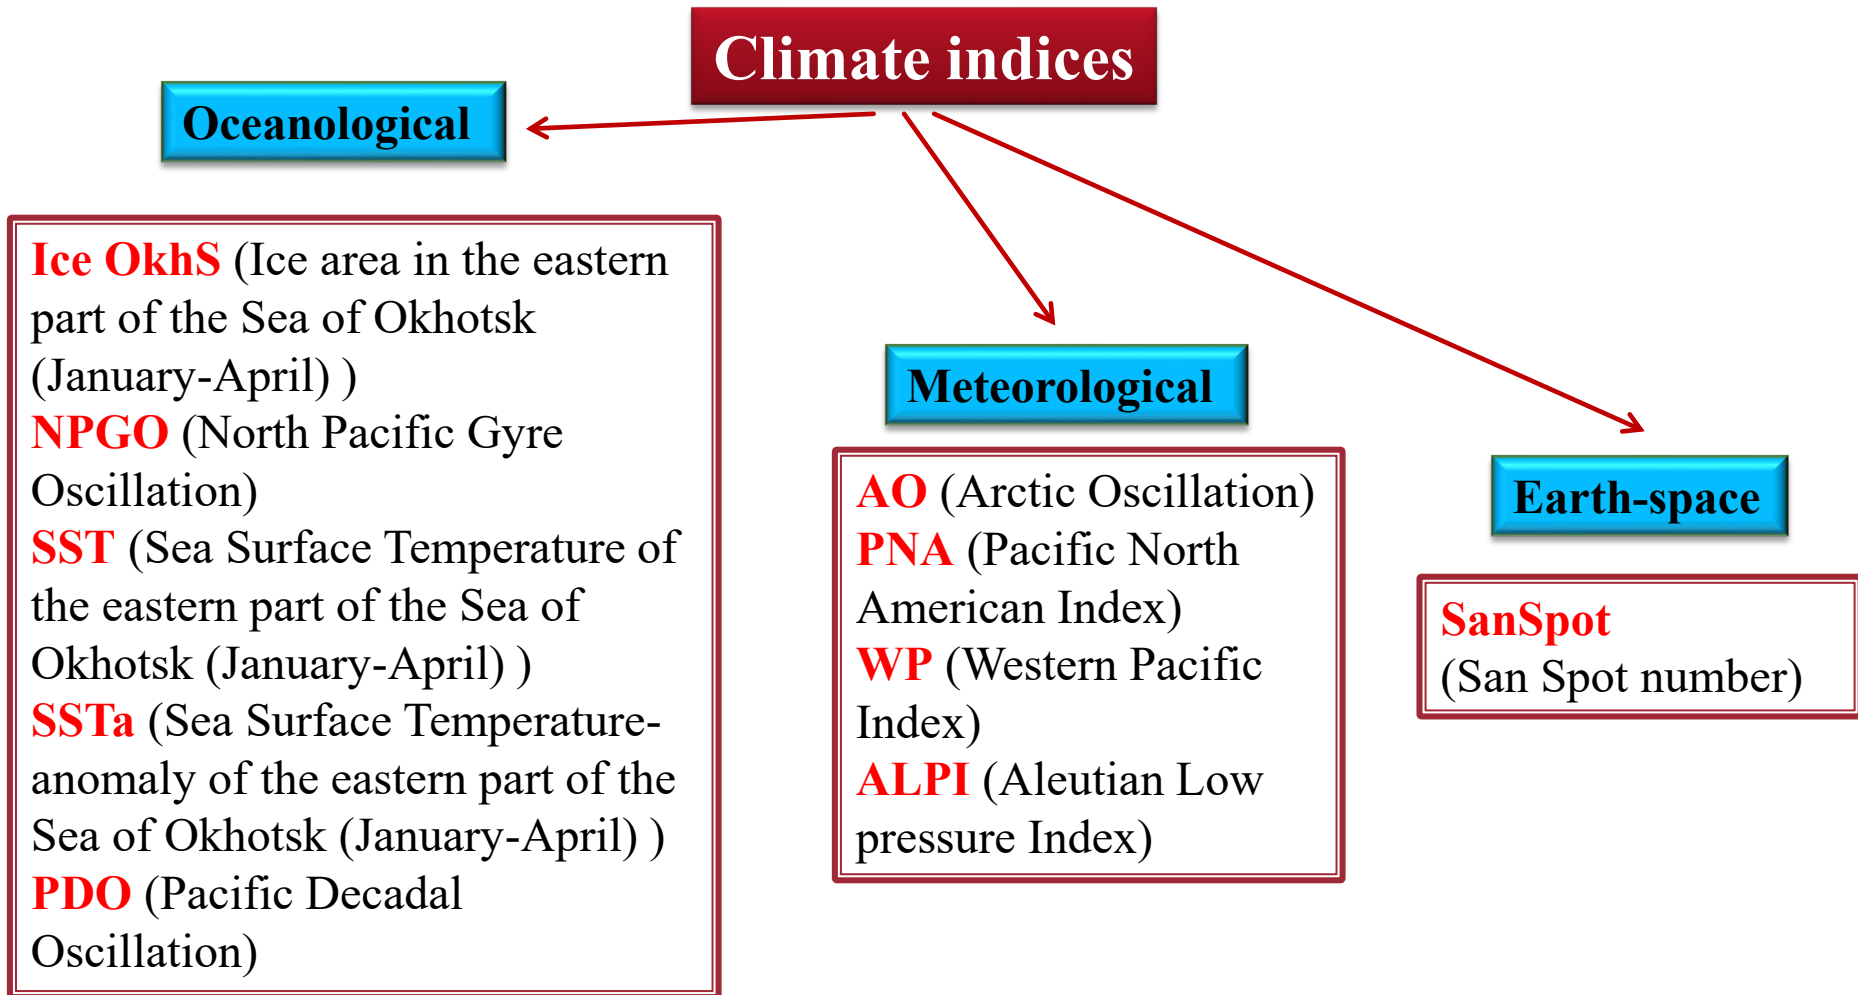 Climate indices
Oceanological
Ice OkhS (Ice area in the eastern
part of the Sea of Okhotsk
(January-April) )
NPGO (North Pacific Gyre
Oscillation)
SST (Sea Surface Temperature of
the eastern part of the Sea of
Okhotsk (January-April) )
SSTa (Sea Surface Temperature-
anomaly of the eastern part of the
Sea of Okhotsk (January-April) )
PDO (Pacific Decadal
Oscillation)
Meteorological
AO (Arctic Oscillation)
PNA (Pacific North
American Index)
WP (Western Pacific
Index)
ALPI (Aleutian Low
pressure Index)
Earth-space
SanSpot
(San Spot number)